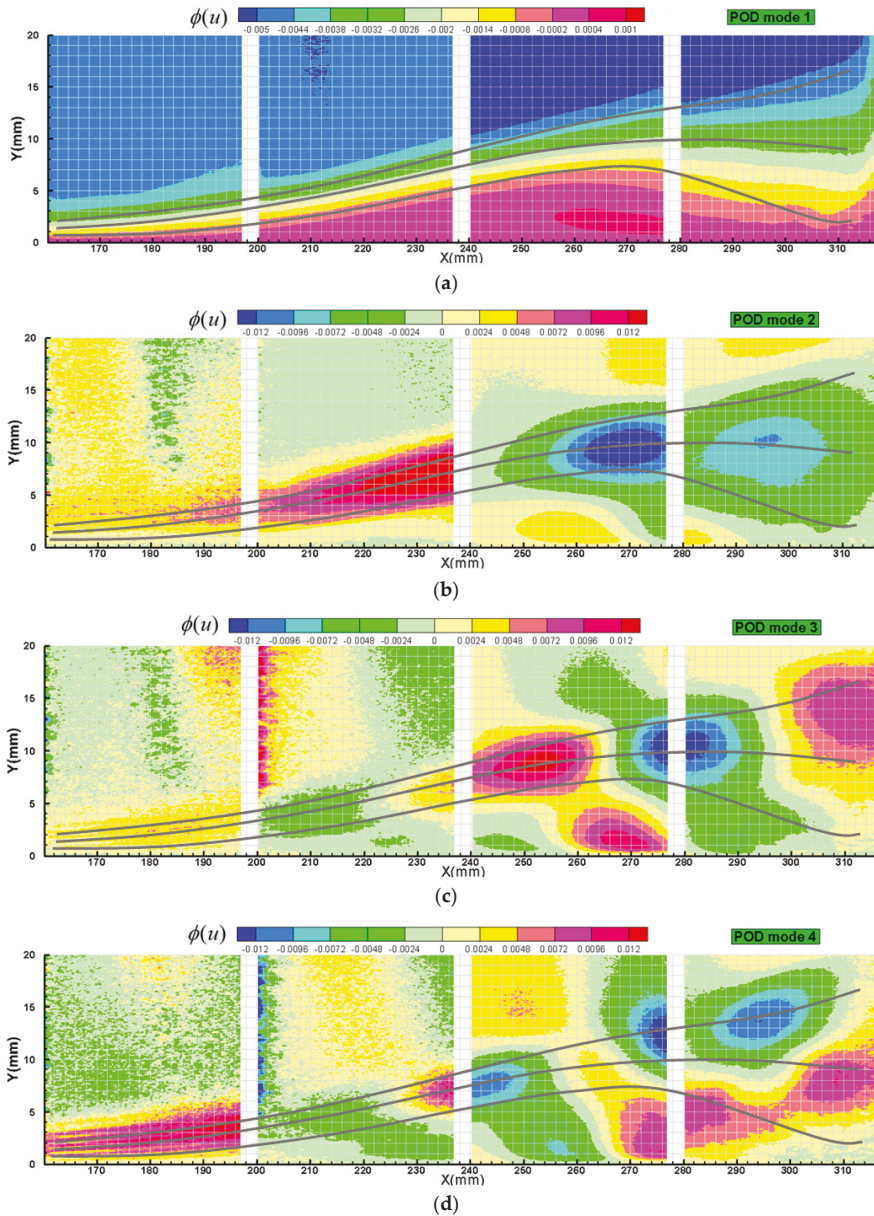 ϕ(u) POD mode 1
-0.005 -0.0044 -0.0038 -0.0032 -0.0026 -0.002 -0.0014 -0.0008 -0.0002 0.0004 0.001
20
15
10
5
0
Y(mm)
170 180 190 200 210 220 230 240 250 260 270 280 290 300 310
X(mm)
(a)
ϕ(u) POD mode 2
-0.012 -0.0096 -0.0072 -0.0048 -0.0024 0 0.0024 0.0048 0.0072 0.0096 0.012
20
15
10
5
0
Y(mm)
170 180 190 200 210 220 230 240 250 260 270 280 290 300 310
X(mm)
(b)
ϕ(u) POD mode 3
-0.012 -0.0096 -0.0072 -0.0048 -0.0024 0 0.0024 0.0048 0.0072 0.0096 0.012
20
15
10
5
0
Y(mm)
170 180 190 200 210 220 230 240 250 260 270 280 290 300 310
X(mm)
(c)
ϕ(u) POD mode 4
-0.012 -0.0096 -0.0072 -0.0048 -0.0024 0 0.0024 0.0048 0.0072 0.0096 0.012
20
15
10
5
0
Y(mm)
170 180 190 200 210 220 230 240 250 260 270 280 290 300 310
X(mm)
(d)